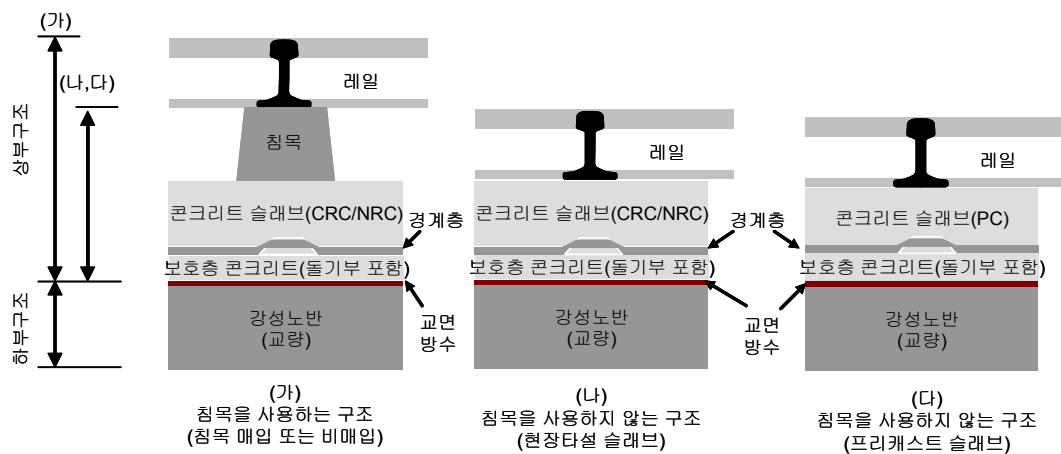 (가)
(나,다)
상부구조
하부구조
레일
침목
콘크리트 슬래브(CRC/NRC)
보호층 콘크리트(돌기부 포함)
강성노반
(교량)
경계층
교면
방수
레일
콘크리트 슬래브(CRC/NRC)
보호층 콘크리트(돌기부 포함)
강성노반
(교량)
경계층
교면
방수
레일
콘크리트 슬래브(PC)
보호층 콘크리트(돌기부 포함)
강성노반
(교량)
(가)
침목을 사용하는 구조
(침목 매입 또는 비매입)
(나)
침목을 사용하지 않는 구조
(현장타설 슬래브)
(다)
침목을 사용하지 않는 구조
(프리캐스트 슬래브)